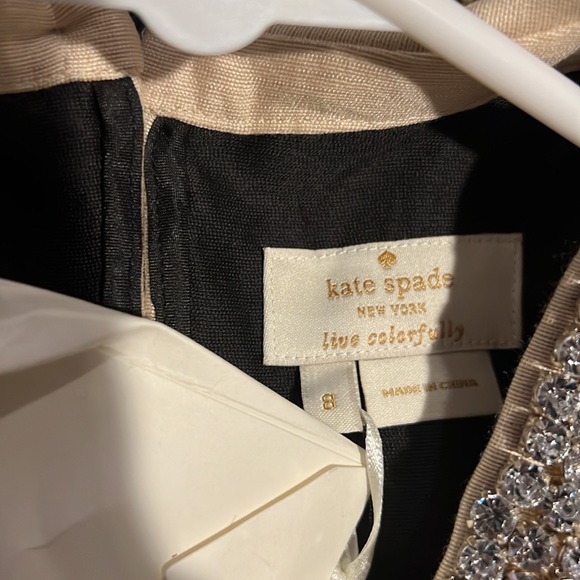 kate spade
NEW YORK
live colorfully
8
MADE IN CHINA